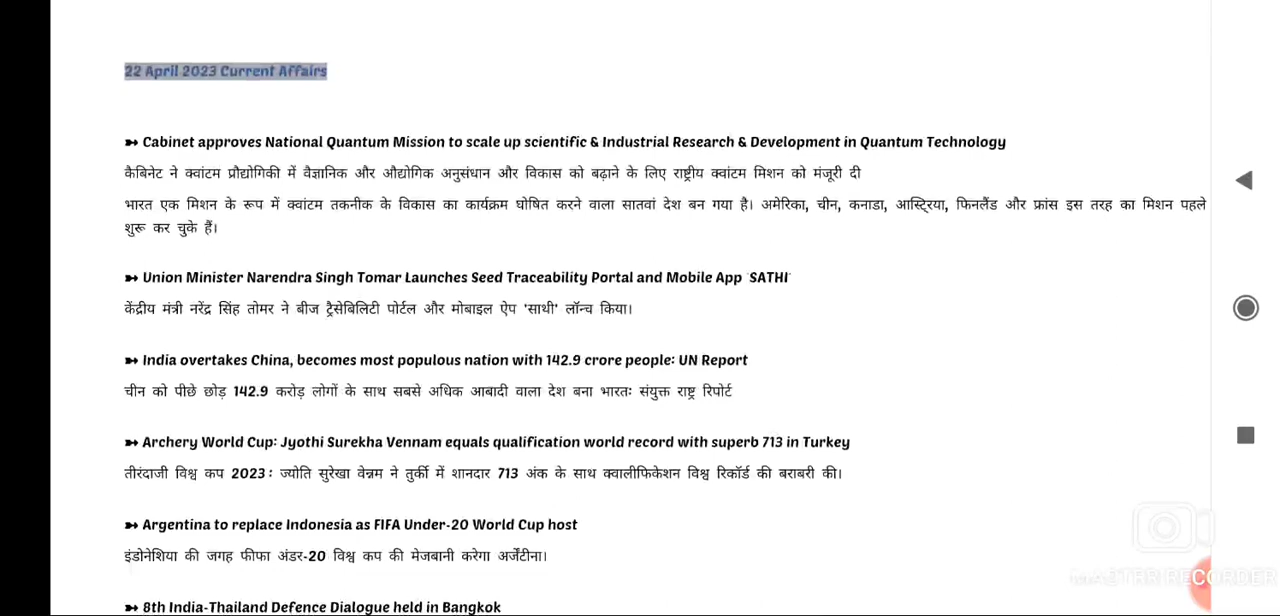 22 April 2023 Current Affairs
➼ Cabinet approves National Quantum Mission to scale up scientific & Industrial Research & Development in Quantum Technology
कैबिनेट ने क्वांटम प्रौद्योगिकी में वैज्ञानिक और औद्योगिक अनुसंधान और विकास को बढ़ाने के लिए राष्ट्रीय क्वांटम मिशन को मंजूरी दी
भारत एक मिशन के रूप में क्वांटम तकनीक के विकास का कार्यक्रम घोषित करने वाला सातवां देश बन गया है। अमेरिका, चीन, कनाडा, आस्ट्रिया, फिनलैंड और फ्रांस इस तरह का मिशन पहले
शुरू कर चुके हैं।
➼ Union Minister Narendra Singh Tomar Launches Seed Traceability Portal and Mobile App 'SATHI'
केंद्रीय मंत्री नरेंद्र सिंह तोमर ने बीज ट्रैसेबिलिटी पोर्टल और मोबाइल ऐप 'साथी' लॉन्च किया।
➼ India overtakes China, becomes most populous nation with 142.9 crore people: UN Report
चीन को पीछे छोड़ 142.9 करोड़ लोगों के साथ सबसे अधिक आबादी वाला देश बना भारतः संयुक्त राष्ट्र रिपोर्ट
➼ Archery World Cup: Jyothi Surekha Vennam equals qualification world record with superb 713 in Turkey
तीरंदाजी विश्व कप 2023: ज्योति सुरेखा वेन्नम ने तुर्की में शानदार 713 अंक के साथ क्वालीफिकेशन विश्व रिकॉर्ड की बराबरी की।
➼ Argentina to replace Indonesia as FIFA Under-20 World Cup host
इंडोनेशिया की जगह फीफा अंडर-20 विश्व कप की मेजबानी करेगा अर्जेंटीना।
MASTER RECORDER
➼ 8th India-Thailand Defence Dialogue held in Bangkok